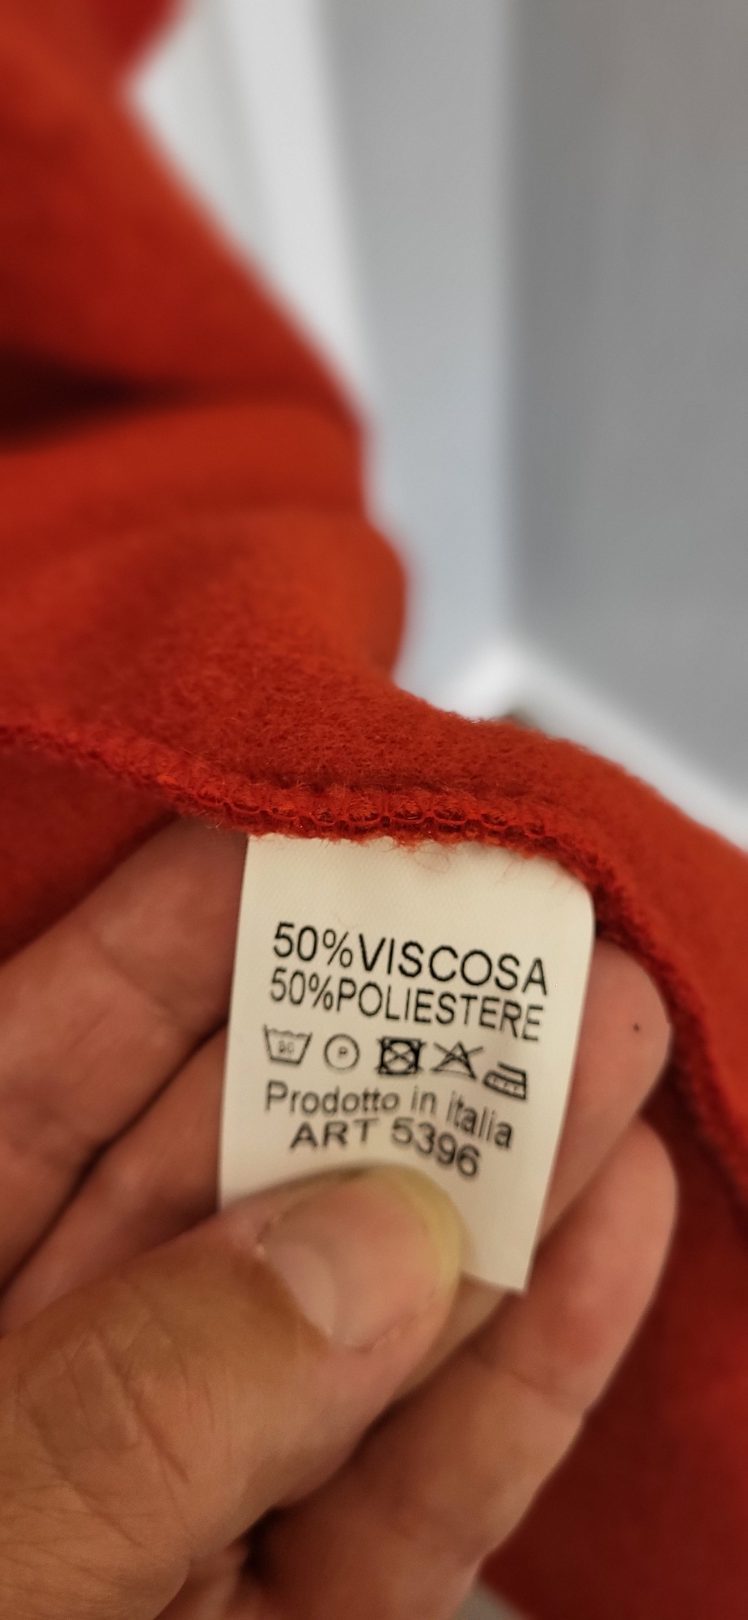 50%VISCOSA
50%POLIESTERE
P
Prodotto in italia
ART 5396